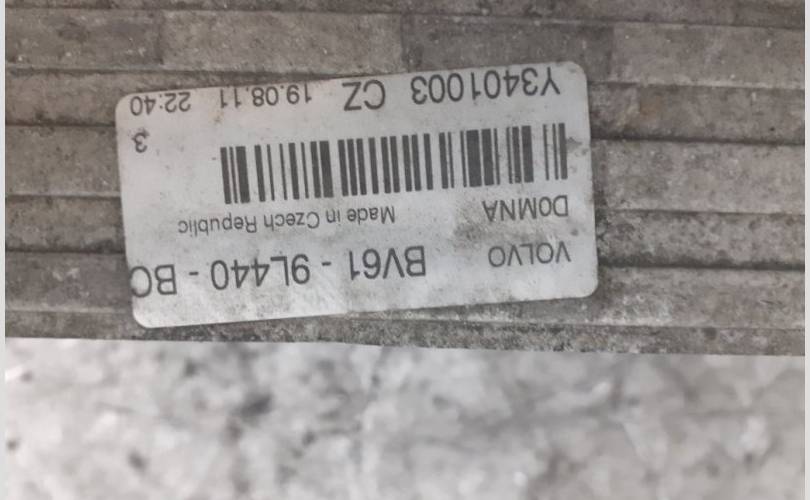 VOLVO BV61 - 9L440 - BC
DOMNA Made in Czech Republic
3
Y3401003 CZ 19.08.11 22:40